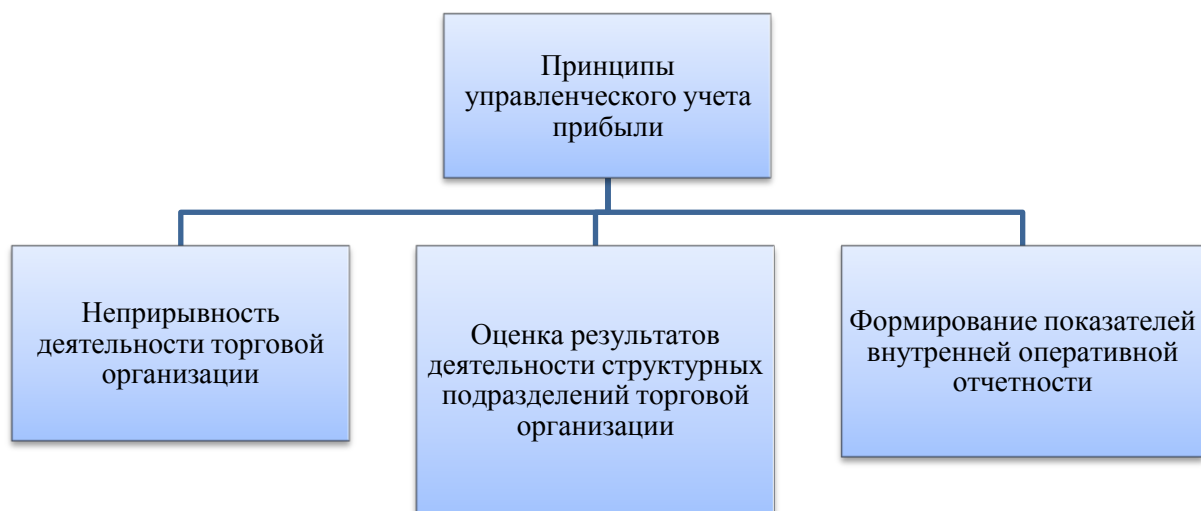 Принципы
управленческого учета
прибыли
Неприрывность
деятельности торговой
организации
Оценка результатов
деятельности структурных
подразделений торговой
организации
Формирование показателей
внутренней оперативной
отчетности